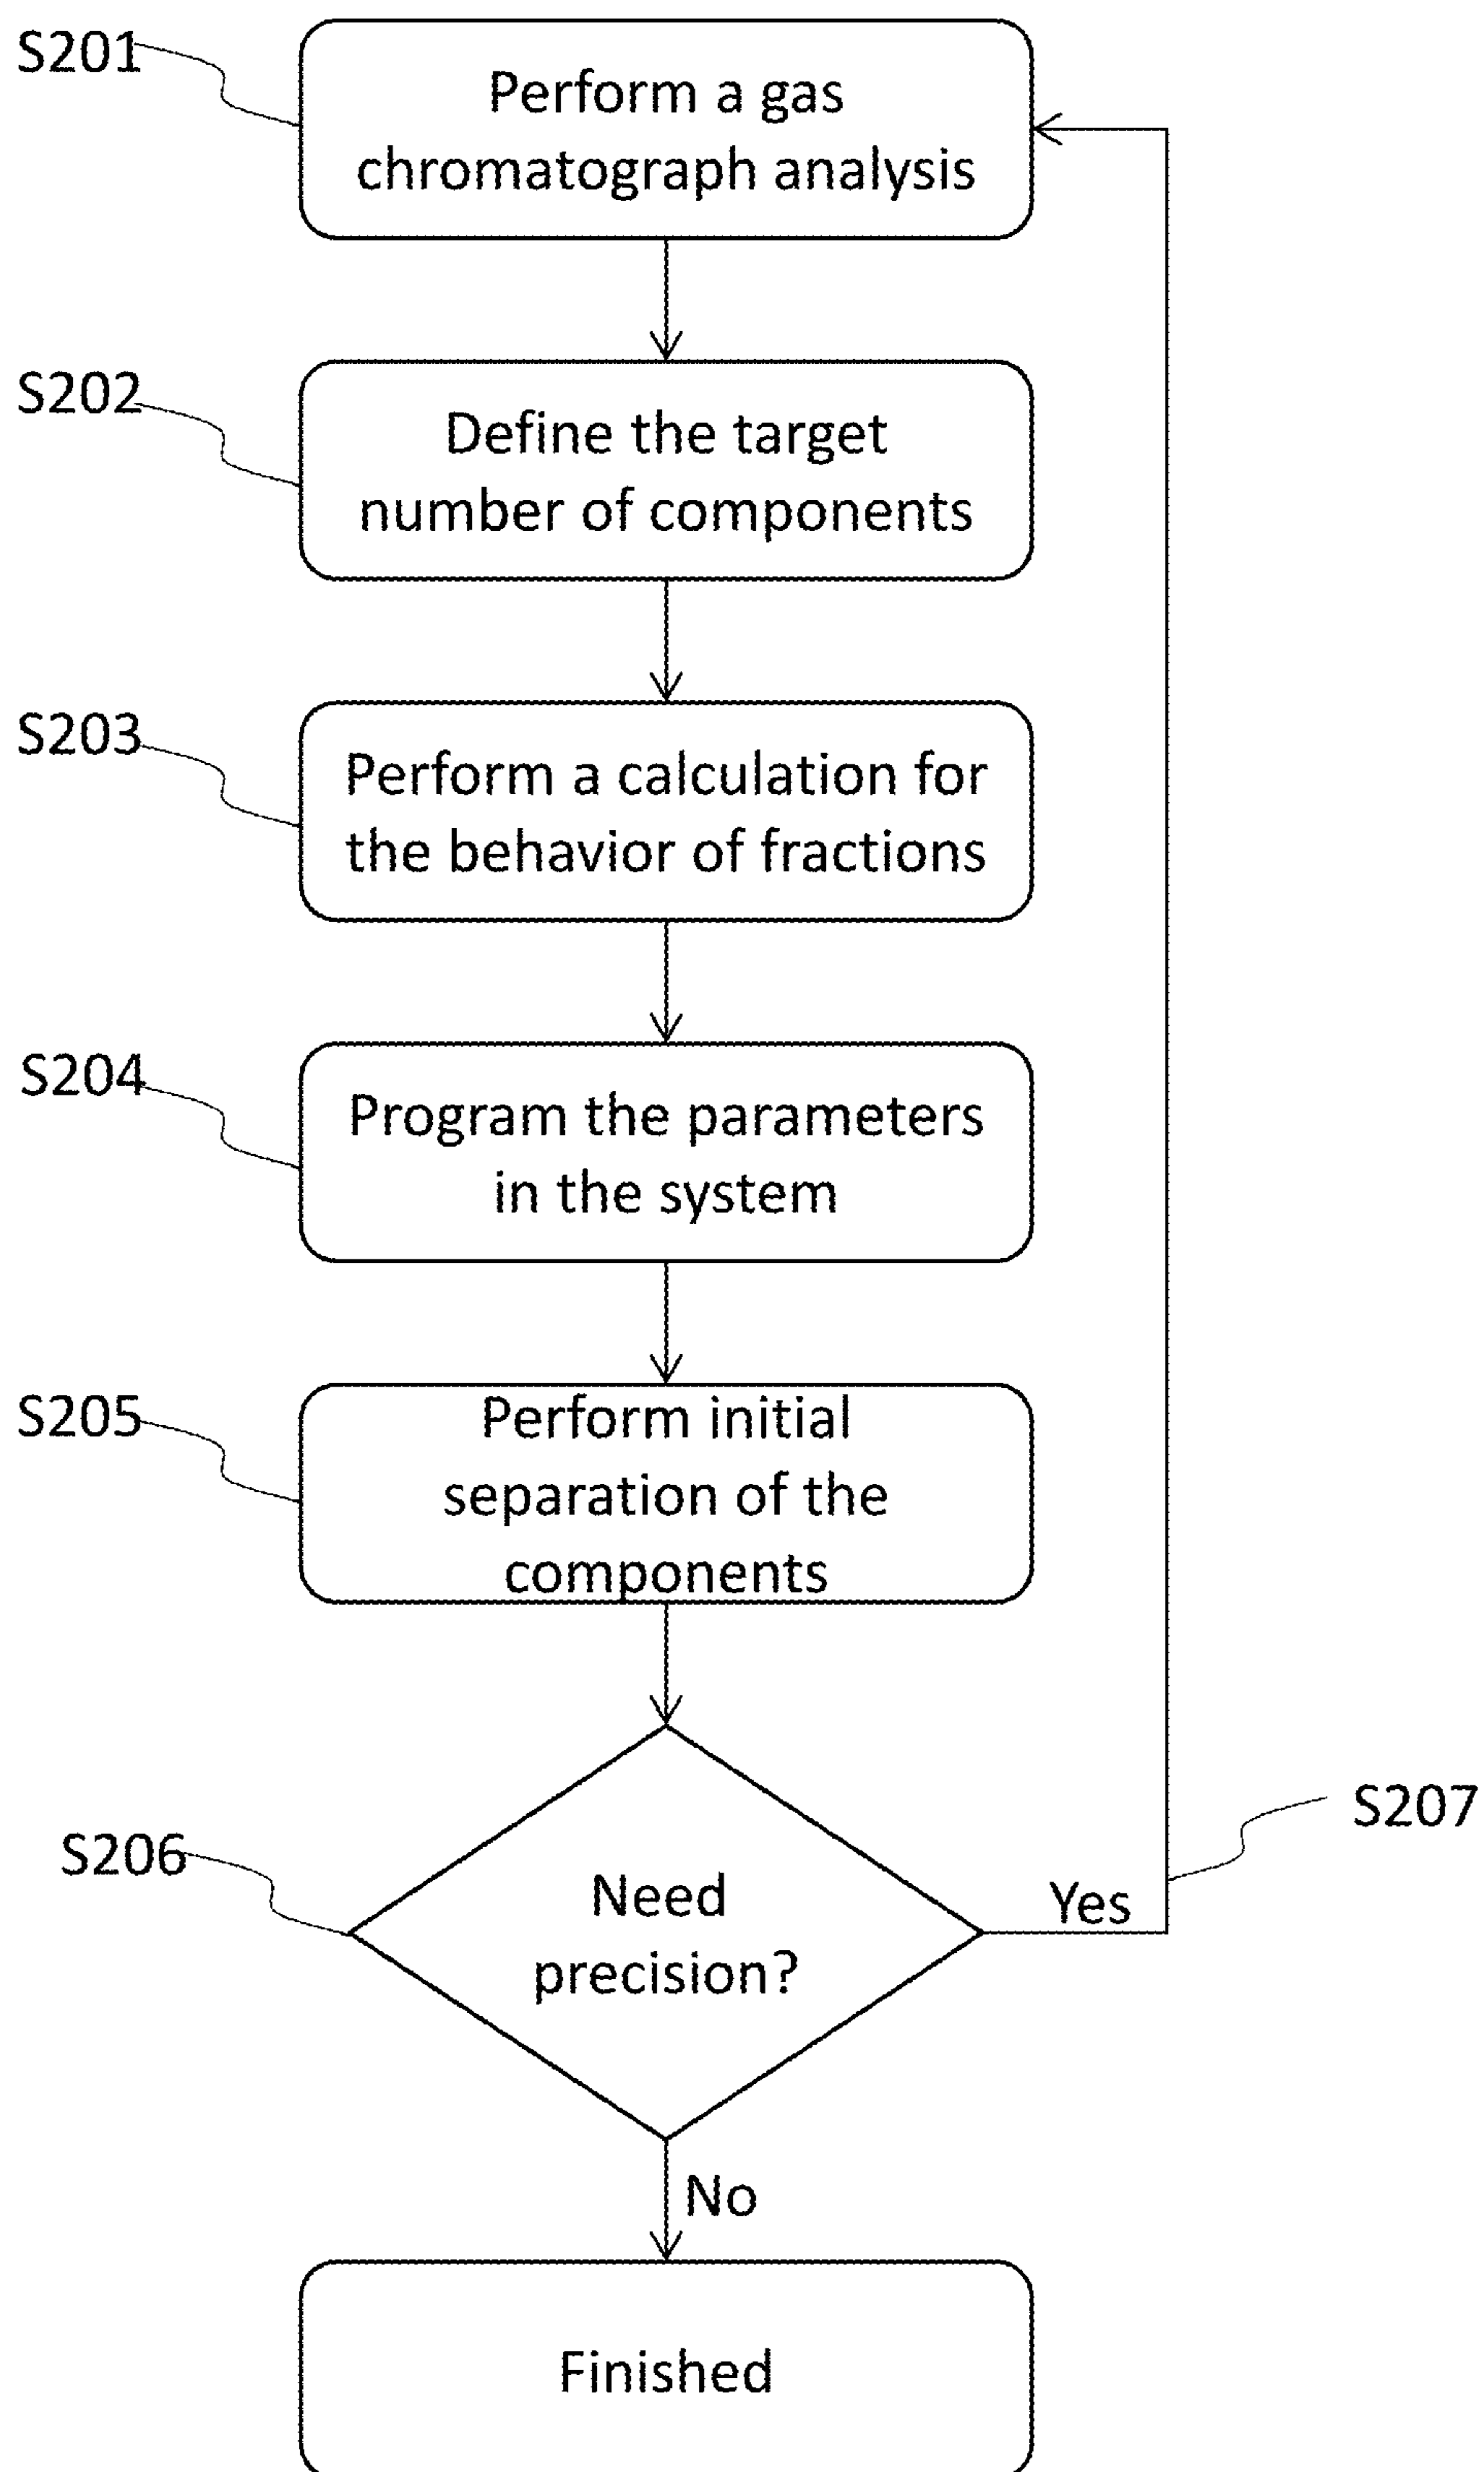 S201
Perform a gas
chromatograph analysis
S202
Define the target
number of components
S203
Perform a calculation for
the behavior of fractions
S204
Program the parameters
in the system
S205
Perform initial
separation of the
components
S206
Need
precision?
Yes
S207
No
Finished